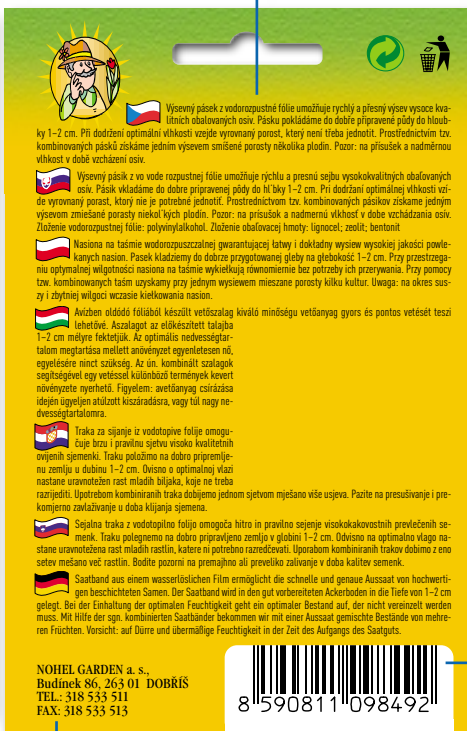 Výsevný pásek z vodorozpustné fólie umožňuje rychlý a přesný výsev vysoce kva-
litních obalovaných osiv. Pásku pokládáme do dobře připravené půdy do hloub-
ky 1–2 cm. Při dodržení optimální vlhkosti vzejde vyrovnaný porost, který není třeba jednotit. Prostřednictvím tzv.
kombinovaných pásků získáme jedním výsevem smíšené porosty několika plodin. Pozor: na přísušek a nadměrnou
vlhkost v době vzcházení osiv.
Výsevný pásik z vo vode rozpustnej fólie umožňuje rýchlu a presnú sejbu vysokokvalitných obaľovaných
osív. Pásik vkladáme do dobre pripravenej pôdy do hl'bky 1–2 cm. Pri dodržaní optimálnej vlhkosti vzí-
de vyrovnaný porast, ktorý nie je potrebné jednotiť. Prostrednictvom tzv. kombinovaných pásikov získame jedným
výsevom zmiešané porasty niekoľ'kých plodín. Pozor: na prísušok a nadmernú vlhkosť v dobe vzchádzania osív.
Zloženie vodorozpustnej fólie: polyvinylalkohol. Zloženie obaľovacej hmoty: lignocel; zeolit; bentonit
Nasiona na taśmie wodorozpuszczalnej gwarantującej łatwy i dokładny wysiew wysokiej jakości powle-
kanych nasion. Pasek kladziemy do dobrze przygotowanej gleby na głebokość 1–2 cm. Przy przestrzega-
niu optymalnej wilgotności nasiona na taśmie wykiełkują równomiernie bez potrzeby ich przerywania. Przy pomocy
tzw. kombinowanych taśm uzyskamy przy jednym wysiewem mieszane porosty kilku kultur. Uwaga: na okres sus-
zy i zbytniej wilgoci wczasie kiełkowania nasion.
Avízben oldódó fóliából készült vetőszalag kiváló minőségű vetőanyag gyors és pontos vetését teszi
lehetővé. Aszalagot az előkészített talajba
1–2 cm mélyre fektetjük. Az optimális nedvességtar-
talom megtartása mellett anövényzet egyenletesen nő,
egyelésére ninct szükség. Az ún. kombinált szalagok
segítségével egy vetéssel különböző termények kevert
növényzete nyerhető. Figyelem: avetőanyag csírázása
idején ügyeljen atúlzott kiszáradásra, vagy túl nagy ne-
dvességtartalomra.
Traka za sijanje iz vodotopive folije omogu-
čuje brzu i pravilnu sjetvu visoko kvalitetnih
ovijenih sjemenki. Traku položimo na dobro pripremlje-
nu zemlju u dubinu 1–2 cm. Ovisno o optimalnoj vlazi
nastane uravnotežen rast mladih biljaka, koje ne treba
razrijediti. Upotrebom kombiniranih traka dobijemo jednom sjetvom mješano više usjeva. Pazite na presušivanje i pre-
komjerno zavlaživanje u doba klijanja sjemena.
Sejalna traka z vodotopilno folijo omogoča hitro in pravilno sejenje visokokakovostnih prevlečenih se-
menk. Traku polegnemo na dobro pripravljeno zemljo v globini 1–2 cm. Odvisno na optimalno vlago na-
stane uravnotežena rast mladih rastlin, katere ni potrebno razredčevati. Uporabom kombiniranih trakov dobimo z eno
setev mešano več rastlin. Bodite pozorni na premajhno ali preveliko zalivanje v doba kalitev semenk.
Saatband aus einem wasserlöslichen Film ermöglicht die schnelle und genaue Aussaat von hochwerti-
gen beschichteten Samen. Der Saatband wird in den gut vorbereiteten Ackerboden in die Tiefe von 1–2 cm
gelegt. Bei der Einhaltung der optimalen Feuchtigkeit geht ein optimaler Bestand auf, der nicht vereinzelt werden
muss. Mit Hilfe der sgn. kombinierten Saatbänder bekommen wir mit einer Aussaat gemischte Bestände von mehre-
ren Früchten. Vorsicht: auf Dürre und übermäßige Feuchtigkeit in der Zeit des Aufgangs des Saatguts.
NOHEL GARDEN a. s.,
Budínek 86, 263 01 DOBŘÍŠ
TEL.: 318 533 511
FAX: 318 533 513
8 590811 098492